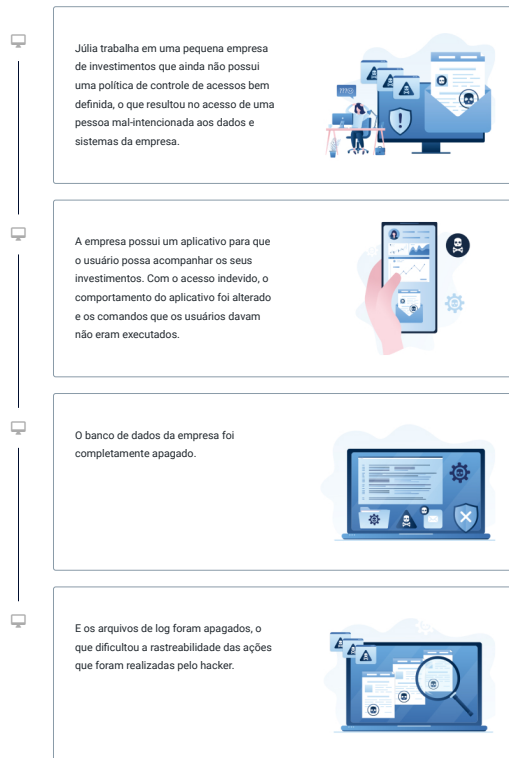 Júlia trabalha em uma pequena empresa
de investimentos que ainda não possui
uma política de controle de acessos bem
definida, o que resultou no acesso de uma
pessoa mal-intencionada aos dados e
sistemas da empresa.
A empresa possui um aplicativo para que
o usuário possa acompanhar os seus
investimentos. Com o acesso indevido, o
comportamento do aplicativo foi alterado
e os comandos que os usuários davam
não eram executados.
O banco de dados da empresa foi
completamente apagado.
E os arquivos de log foram apagados, o
que dificultou a rastreabilidade das ações
que foram realizadas pelo hacker.